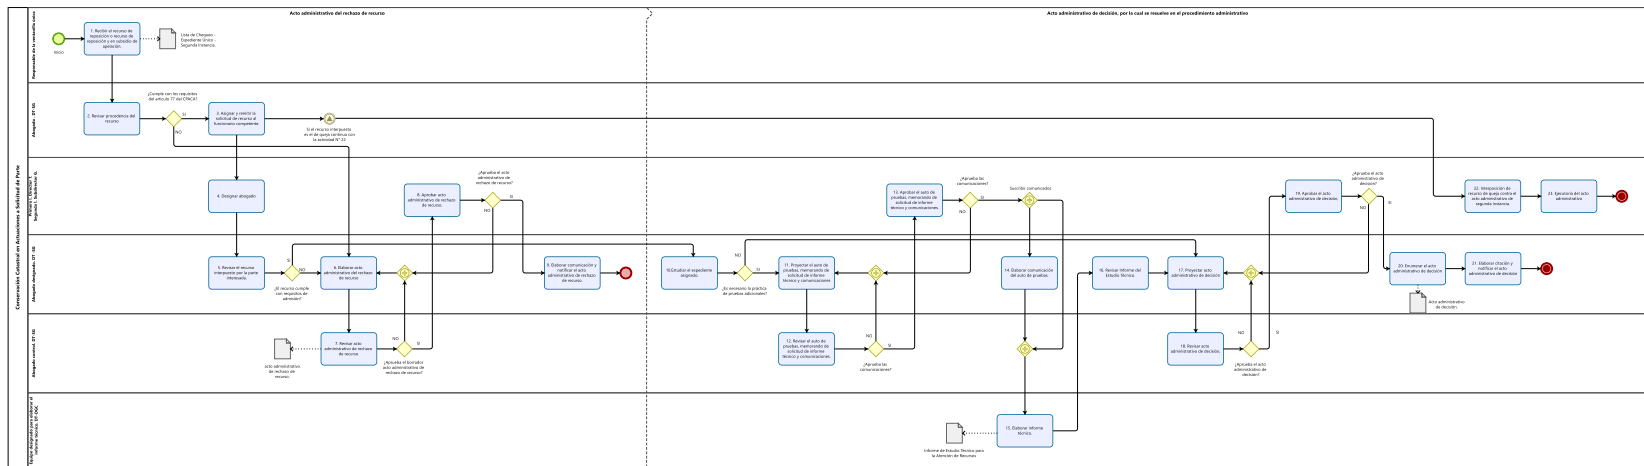 Acto administrativo del rechazo de recurso
Acto administrativo de decisión, por la cual se resuelve en el procedimiento administrativo
Conservación Catastral en Actuaciones a Solicitud de Parte
Responsable de la ventanilla única
Inicio
1. Recibir el recurso de
reposición o recurso de
reposición y en subsidio de
apelación.
Lista de Chequeo -
Expediente Único -
Segunda Instancia.
Abogado - DT-SG
2. Revisar procedencia del
recurso
¿Cumple con los requisitos
del artículo 77 del CPACA?
SI
NO
3. Asignar y remitir la
solicitud de recurso al
funcionario competente
Si el recurso interpuesto
es el de queja continua con
la actividad N° 22
Primera I. Director T.
Segunda I. Subdirector G.
4. Designar abogado
8. Aprobar acto
administrativo de rechazo
de recurso.
¿Aprueba el acto
administrativo de
rechazo de recurso?
SI
NO
13. Aprobar el auto de
pruebas, memorando de
solicitud de informe
técnico y comunicaciones.
¿Aprueba las
comunicaciones?
SI
NO
Suscribir comunicados
19. Aprobar el acto
administrativo de decisión.
¿Aprueba el acto
administrativo de
decisión?
NO
SI
22. Interposición de
recurso de queja contra el
acto administrativo de
segunda instancia.
23. Ejecutoria del acto
administrativo
Abogado designado. DT - SG
5. Revisar el recurso
interpuesto por la parte
interesada.
SI
NO
¿El recurso cumple
con requisitos de
admisión?
6. Elaborar acto
administrativo del rechazo
de recurso
9. Elaborar comunicación y
notificar el acto
administrativo de rechazo
de recurso
10.Estudiar el expediente
asignado.
NO
SI
¿Es necesario la práctica
de pruebas adicionales?
11. Proyectar el auto de
pruebas, memorando de
solicitud de informe
técnico y comunicaciones
14. Elaborar comunicación
del auto de pruebas
16. Revisar Informe del
Estudio Técnico.
17. Proyectar acto
administrativo de decisión
20. Enumerar el acto
administrativo de decisión
21. Elaborar citación y
notificar el acto
administrativo de decisión
Acto administrativo
de decisión.
Abogado control. DT-SG
7. Revisar acto
administrativo de rechazo
de recurso
acto administrativo
de rechazo de
recurso.
NO
SI
¿Aprueba el borrador
acto administrativo de
rechazo de recurso?
12. Revisar el auto de
pruebas, memorando de
solicitud de informe
técnico y comunicaciones.
NO
SI
¿Aprueba las
comunicaciones?
18. Revisar acto
administrativo de decisión.
NO
SI
¿Aprueba el acto
administrativo de
decisión?
Equipo designado para elaborar el
informe técnico. DT-DGC
15. Elaborar informe
técnico.
Informe de Estudio Técnico para
la Atención de Recursos